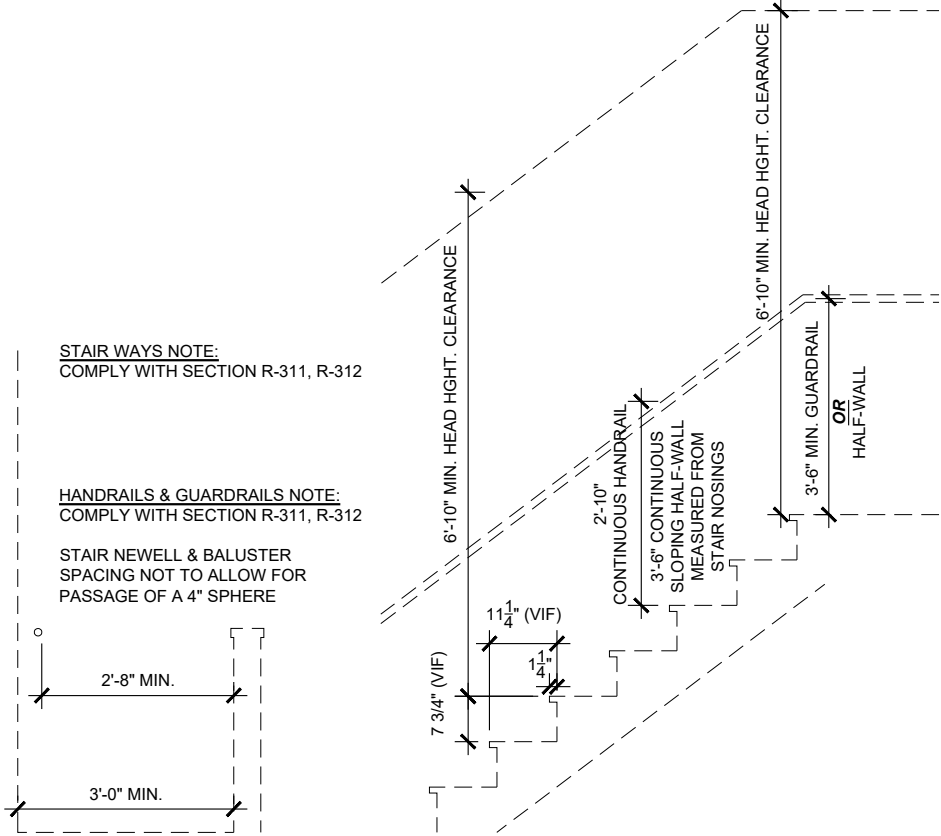 STAIR WAYS NOTE:
COMPLY WITH SECTION R-311, R-312
HANDRAILS & GUARDRAILS NOTE:
COMPLY WITH SECTION R-311, R-312
STAIR NEWELL & BALUSTER
SPACING NOT TO ALLOW FOR
PASSAGE OF A 4" SPHERE
2'-8" MIN.
3'-0" MIN.
6'-10" MIN. HEAD HGHT. CLEARANCE
7 3/4" (VIF)
11 1/4" (VIF)
1 1/4"
2'-10"
CONTINUOUS HANDRAIL
3'-6" CONTINUOUS
SLOPING HALF-WALL
MEASURED FROM
STAIR NOSINGS
6'-10" MIN. HEAD HGHT. CLEARANCE
3'-6" MIN. GUARDRAIL
OR
HALF-WALL